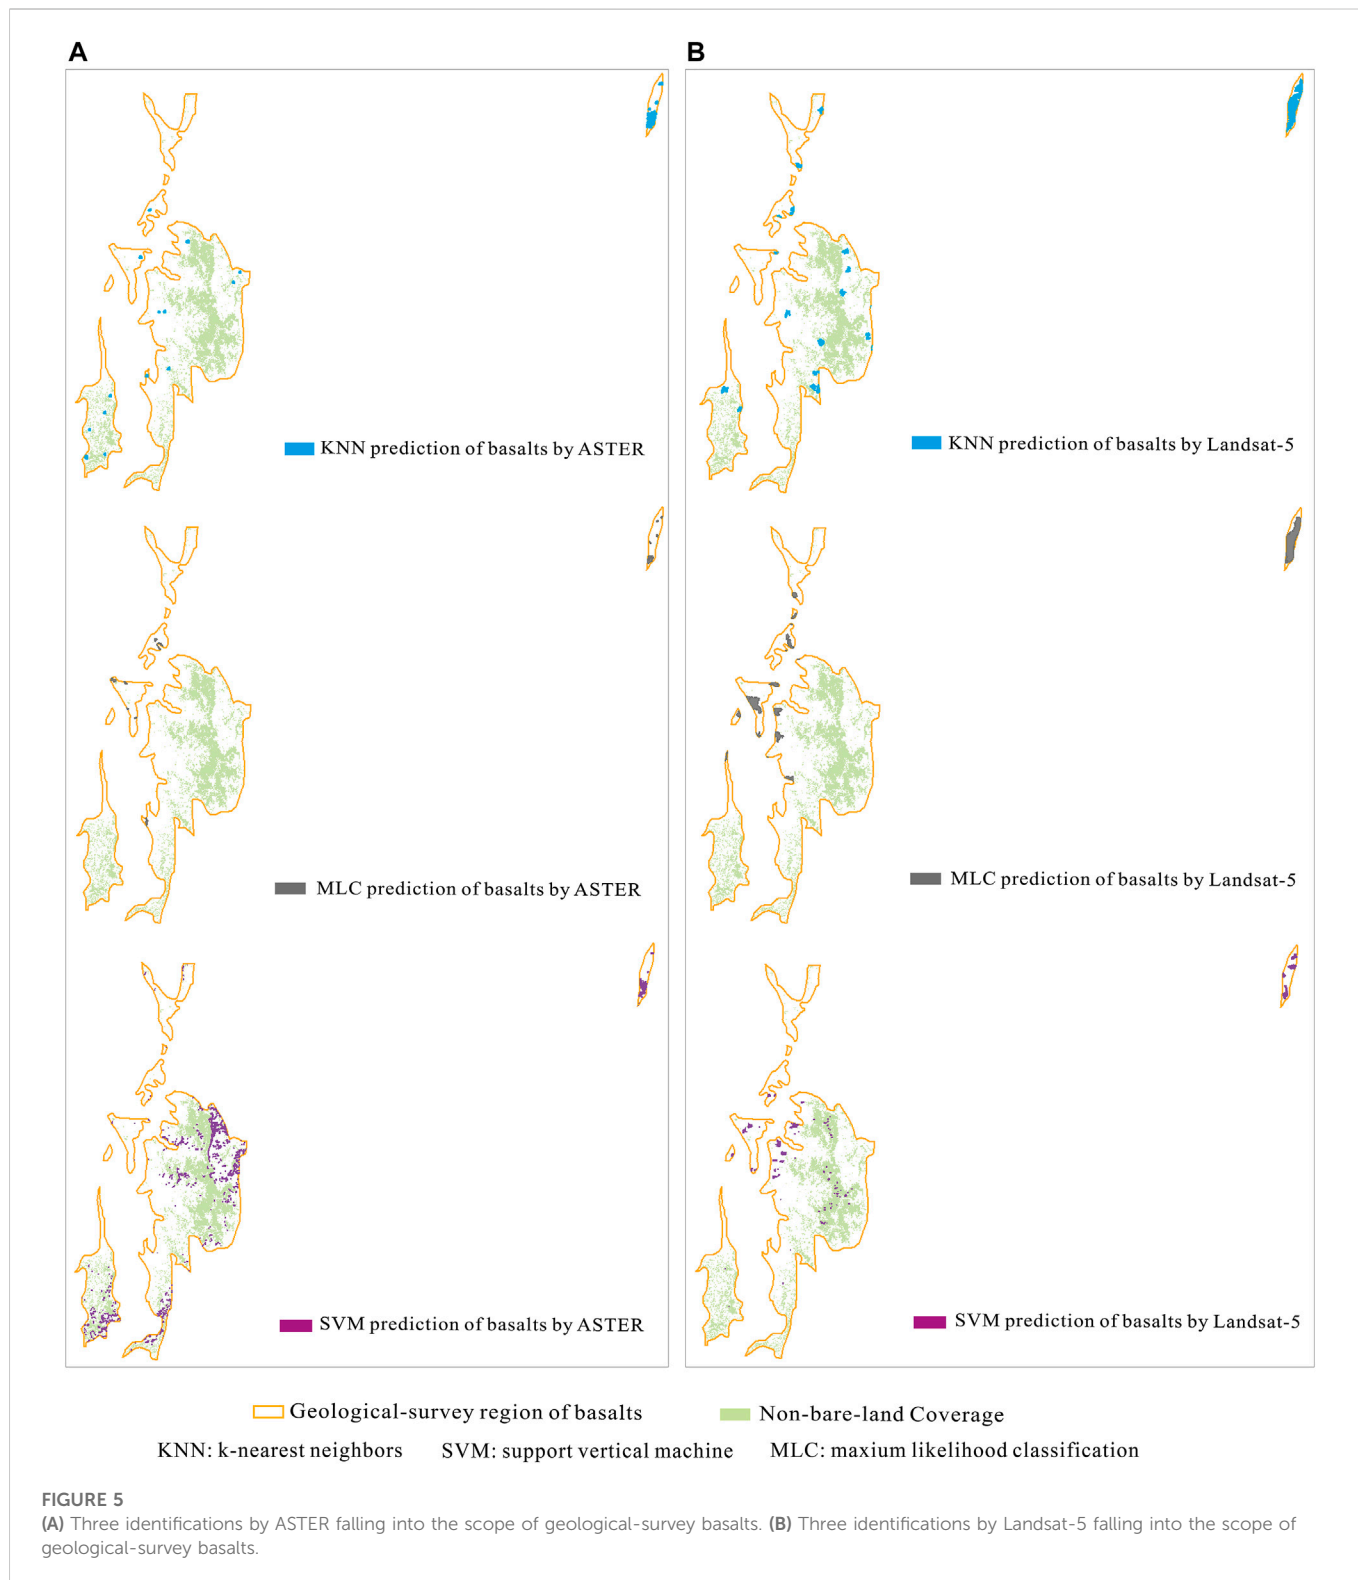 A
B
KNN prediction of basalts by ASTER
KNN prediction of basalts by Landsat-5
MLC prediction of basalts by ASTER
MLC prediction of basalts by Landsat-5
SVM prediction of basalts by ASTER
SVM prediction of basalts by Landsat-5
Geological-survey region of basalts
Non-bare-land Coverage
KNN: k-nearest neighbors
SVM: support vertical machine
MLC: maxium likelihood classification
FIGURE 5
(A) Three identifications by ASTER falling into the scope of geological-survey basalts. (B) Three identifications by Landsat-5 falling into the scope of
geological-survey basalts.